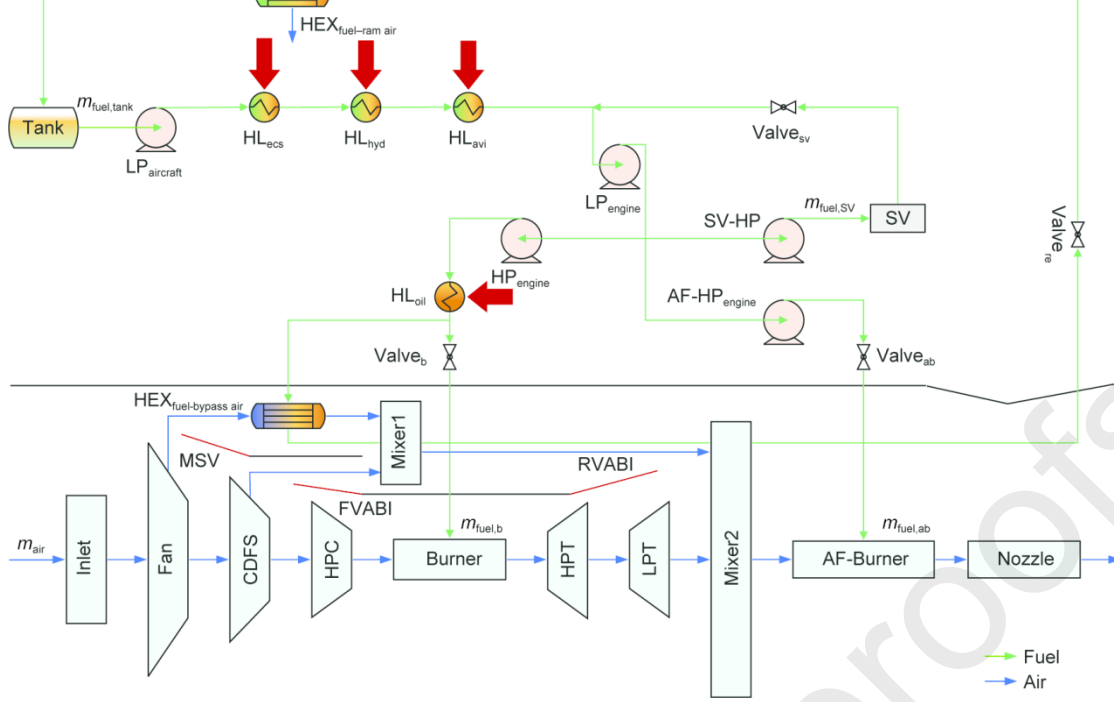 HEXfuel–ram air
mfuel,tank
Tank
LPaircraft
HLecs
HLhyd
HLavi
Valvesv
LPengine
mfuel,SV
SV-HP
SV
Valvere
HPengine
HLoil
AF-HPengine
Valveb
Valveab
HEXfuel-bypass air
Mixer1
MSV
RVABI
FVABI
mfuel,b
mfuel,ab
mair
Inlet
Fan
CDFS
HPC
Burner
HPT
LPT
Mixer2
AF-Burner
Nozzle
Fuel
Air
proofs